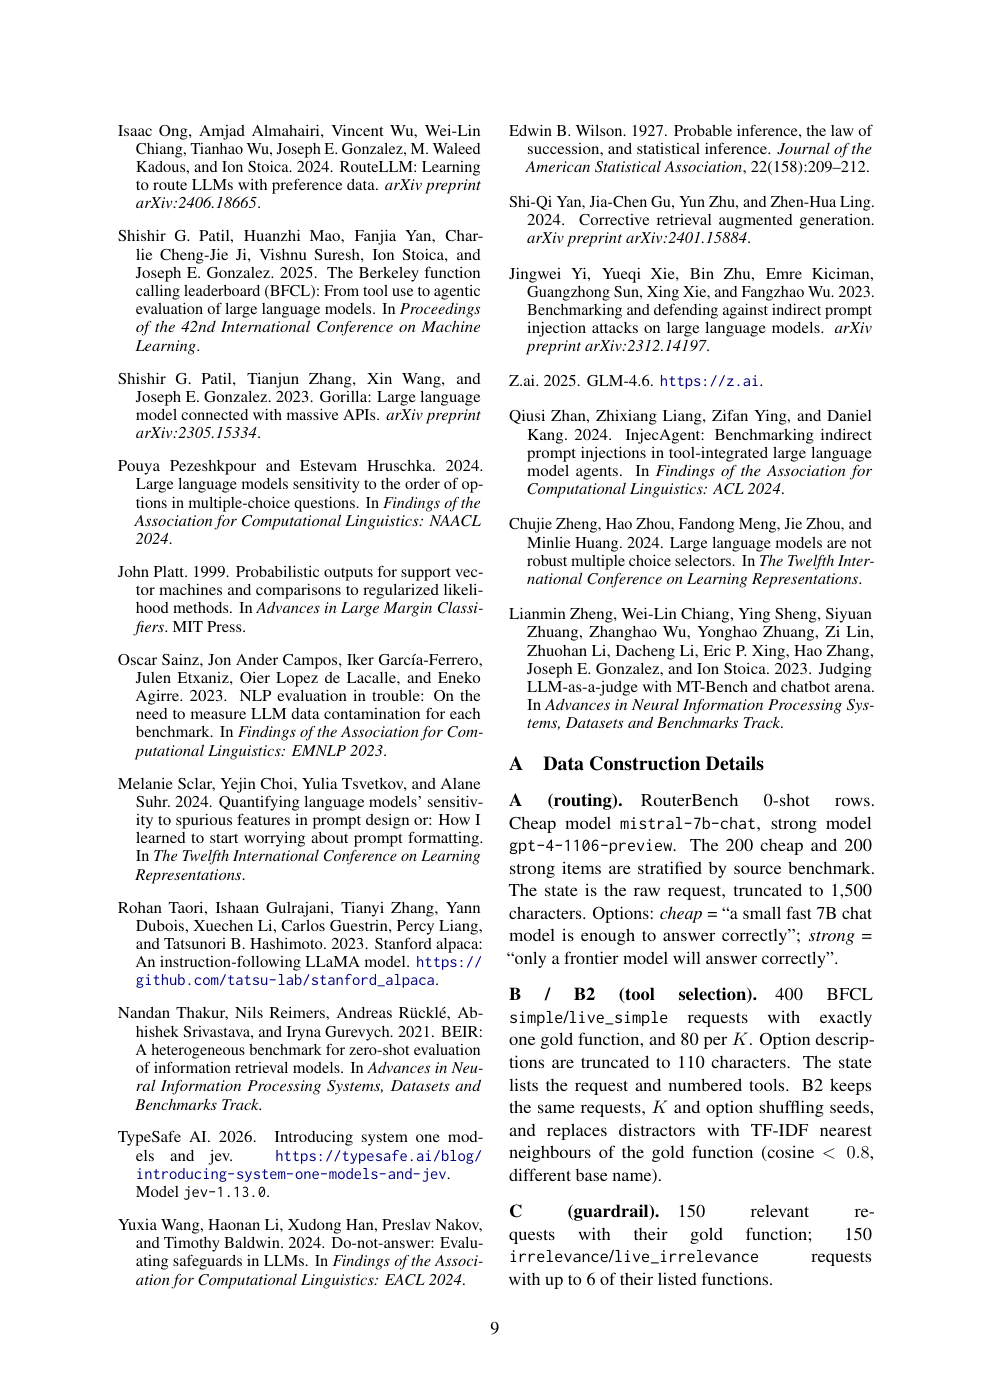 Isaac Ong, Amjad Almahairi, Vincent Wu, Wei-Lin
Chiang, Tianhao Wu, Joseph E. Gonzalez, M. Waleed
Kadous, and Ion Stoica. 2024. RouteLLM: Learning
to route LLMs with preference data. arXiv preprint
arXiv:2406.18665.
Shishir G. Patil, Huanzhi Mao, Fanjia Yan, Char-
lie Cheng-Jie Ji, Vishnu Suresh, Ion Stoica, and
Joseph E. Gonzalez. 2025. The Berkeley function
calling leaderboard (BFCL): From tool use to agentic
evaluation of large language models. In Proceedings
of the 42nd International Conference on Machine
Learning.
Shishir G. Patil, Tianjun Zhang, Xin Wang, and
Joseph E. Gonzalez. 2023. Gorilla: Large language
model connected with massive APIs. arXiv preprint
arXiv:2305.15334.
Pouya Pezeshkpour and Estevam Hruschka. 2024.
Large language models sensitivity to the order of op-
tions in multiple-choice questions. In Findings of the
Association for Computational Linguistics: NAACL
2024.
John Platt. 1999. Probabilistic outputs for support vec-
tor machines and comparisons to regularized likeli-
hood methods. In Advances in Large Margin Classi-
fiers. MIT Press.
Oscar Sainz, Jon Ander Campos, Iker García-Ferrero,
Julen Etxaniz, Oier Lopez de Lacalle, and Eneko
Agirre. 2023. NLP evaluation in trouble: On the
need to measure LLM data contamination for each
benchmark. In Findings of the Association for Com-
putational Linguistics: EMNLP 2023.
Melanie Sclar, Yejin Choi, Yulia Tsvetkov, and Alane
Suhr. 2024. Quantifying language models' sensitiv-
ity to spurious features in prompt design or: How I
learned to start worrying about prompt formatting.
In The Twelfth International Conference on Learning
Representations.
Rohan Taori, Ishaan Gulrajani, Tianyi Zhang, Yann
Dubois, Xuechen Li, Carlos Guestrin, Percy Liang,
and Tatsunori B. Hashimoto. 2023. Stanford alpaca:
An instruction-following LLaMA model. https://
github.com/tatsu-lab/stanford_alpaca.
Nandan Thakur, Nils Reimers, Andreas Rücklé, Ab-
hishek Srivastava, and Iryna Gurevych. 2021. BEIR:
A heterogeneous benchmark for zero-shot evaluation
of information retrieval models. In Advances in Neu-
ral Information Processing Systems, Datasets and
Benchmarks Track.
TypeSafe AI. 2026. Introducing system one mod-
els and jev. https://typesafe.ai/blog/
introducing-system-one-models-and-jev.
Model jev-1.13.0.
Yuxia Wang, Haonan Li, Xudong Han, Preslav Nakov,
and Timothy Baldwin. 2024. Do-not-answer: Evalu-
ating safeguards in LLMs. In Findings of the Associ-
ation for Computational Linguistics: EACL 2024.
Edwin B. Wilson. 1927. Probable inference, the law of
succession, and statistical inference. Journal of the
American Statistical Association, 22(158):209–212.
Shi-Qi Yan, Jia-Chen Gu, Yun Zhu, and Zhen-Hua Ling.
2024. Corrective retrieval augmented generation.
arXiv preprint arXiv:2401.15884.
Jingwei Yi, Yueqi Xie, Bin Zhu, Emre Kiciman,
Guangzhong Sun, Xing Xie, and Fangzhao Wu. 2023.
Benchmarking and defending against indirect prompt
injection attacks on large language models. arXiv
preprint arXiv:2312.14197.
Z.ai. 2025. GLM-4.6. https://z.ai.
Qiusi Zhan, Zhixiang Liang, Zifan Ying, and Daniel
Kang. 2024. InjecAgent: Benchmarking indirect
prompt injections in tool-integrated large language
model agents. In Findings of the Association for
Computational Linguistics: ACL 2024.
Chujie Zheng, Hao Zhou, Fandong Meng, Jie Zhou, and
Minlie Huang. 2024. Large language models are not
robust multiple choice selectors. In The Twelfth Inter-
national Conference on Learning Representations.
Lianmin Zheng, Wei-Lin Chiang, Ying Sheng, Siyuan
Zhuang, Zhanghao Wu, Yonghao Zhuang, Zi Lin,
Zhuohan Li, Dacheng Li, Eric P. Xing, Hao Zhang,
Joseph E. Gonzalez, and Ion Stoica. 2023. Judging
LLM-as-a-judge with MT-Bench and chatbot arena.
In Advances in Neural Information Processing Sys-
tems, Datasets and Benchmarks Track.
A Data Construction Details
A (routing). RouterBench 0-shot rows.
Cheap model mistral-7b-chat, strong model
gpt-4-1106-preview. The 200 cheap and 200
strong items are stratified by source benchmark.
The state is the raw request, truncated to 1,500
characters. Options: cheap = “a small fast 7B chat
model is enough to answer correctly”; strong =
“only a frontier model will answer correctly”.
B / B2 (tool selection). 400 BFCL
simple/live_simple requests with exactly
one gold function, and 80 per K. Option descrip-
tions are truncated to 110 characters. The state
lists the request and numbered tools. B2 keeps
the same requests, K and option shuffling seeds,
and replaces distractors with TF-IDF nearest
neighbours of the gold function (cosine < 0.8,
different base name).
C (guardrail). 150 relevant re-
quests with their gold function; 150
irrelevance/live_irrelevance requests
with up to 6 of their listed functions.
9